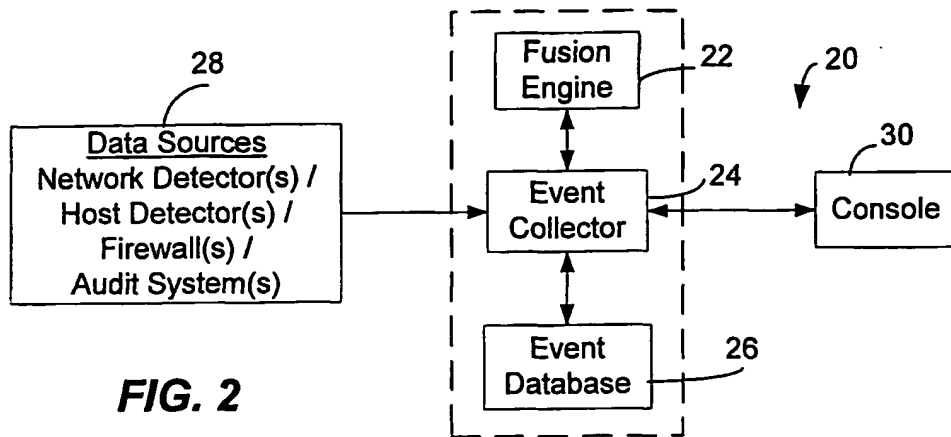 28
Data Sources
Network Detector(s) /
Host Detector(s) /
Firewall(s) /
Audit System(s)
Fusion
Engine
22
20
Event
Collector
24
30
Console
Event
Database
26
FIG. 2